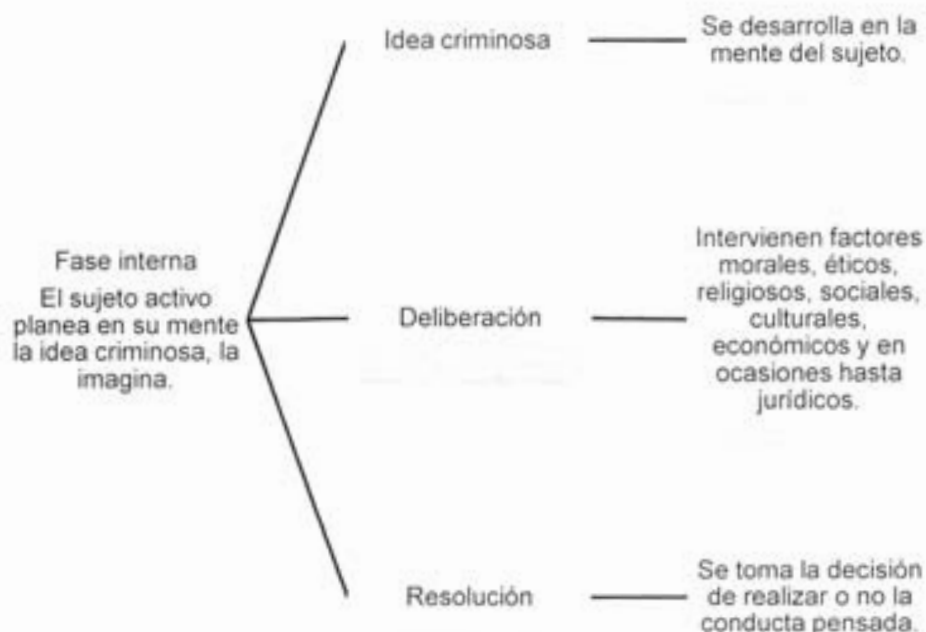 Fase interna
El sujeto activo
planea en su mente
la idea criminosa, la
imagina.
Idea criminosa
Se desarrolla en la
mente del sujeto.
Deliberación
Intervienen factores
morales, éticos,
religiosos, sociales,
culturales,
económicos y en
ocasiones hasta
jurídicos.
Resolución
Se toma la decisión
de realizar o no la
conducta pensada.